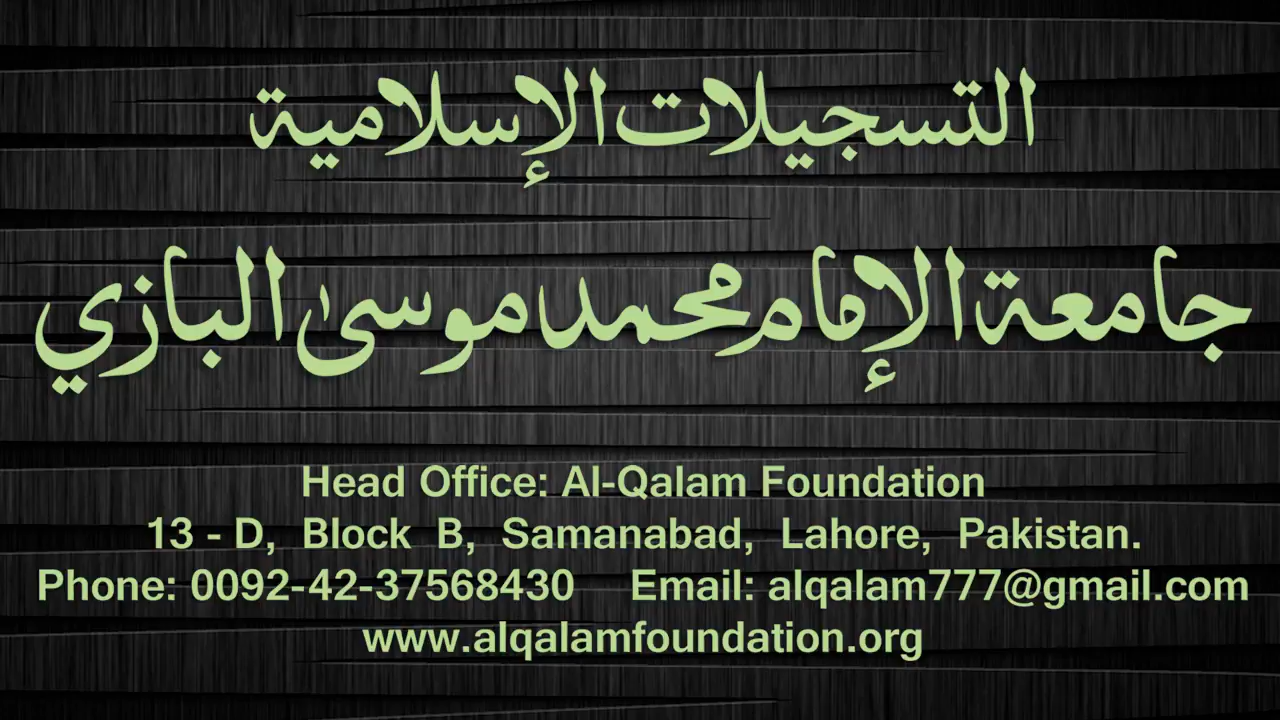 التسجيلات الإسلامية
جامعة الإمام محمد موسىٰ البازي
Head Office: Al-Qalam Foundation
13 - D, Block B, Samanabad, Lahore, Pakistan.
Phone: 0092-42-37568430 Email: alqalam777@gmail.com
www.alqalamfoundation.org